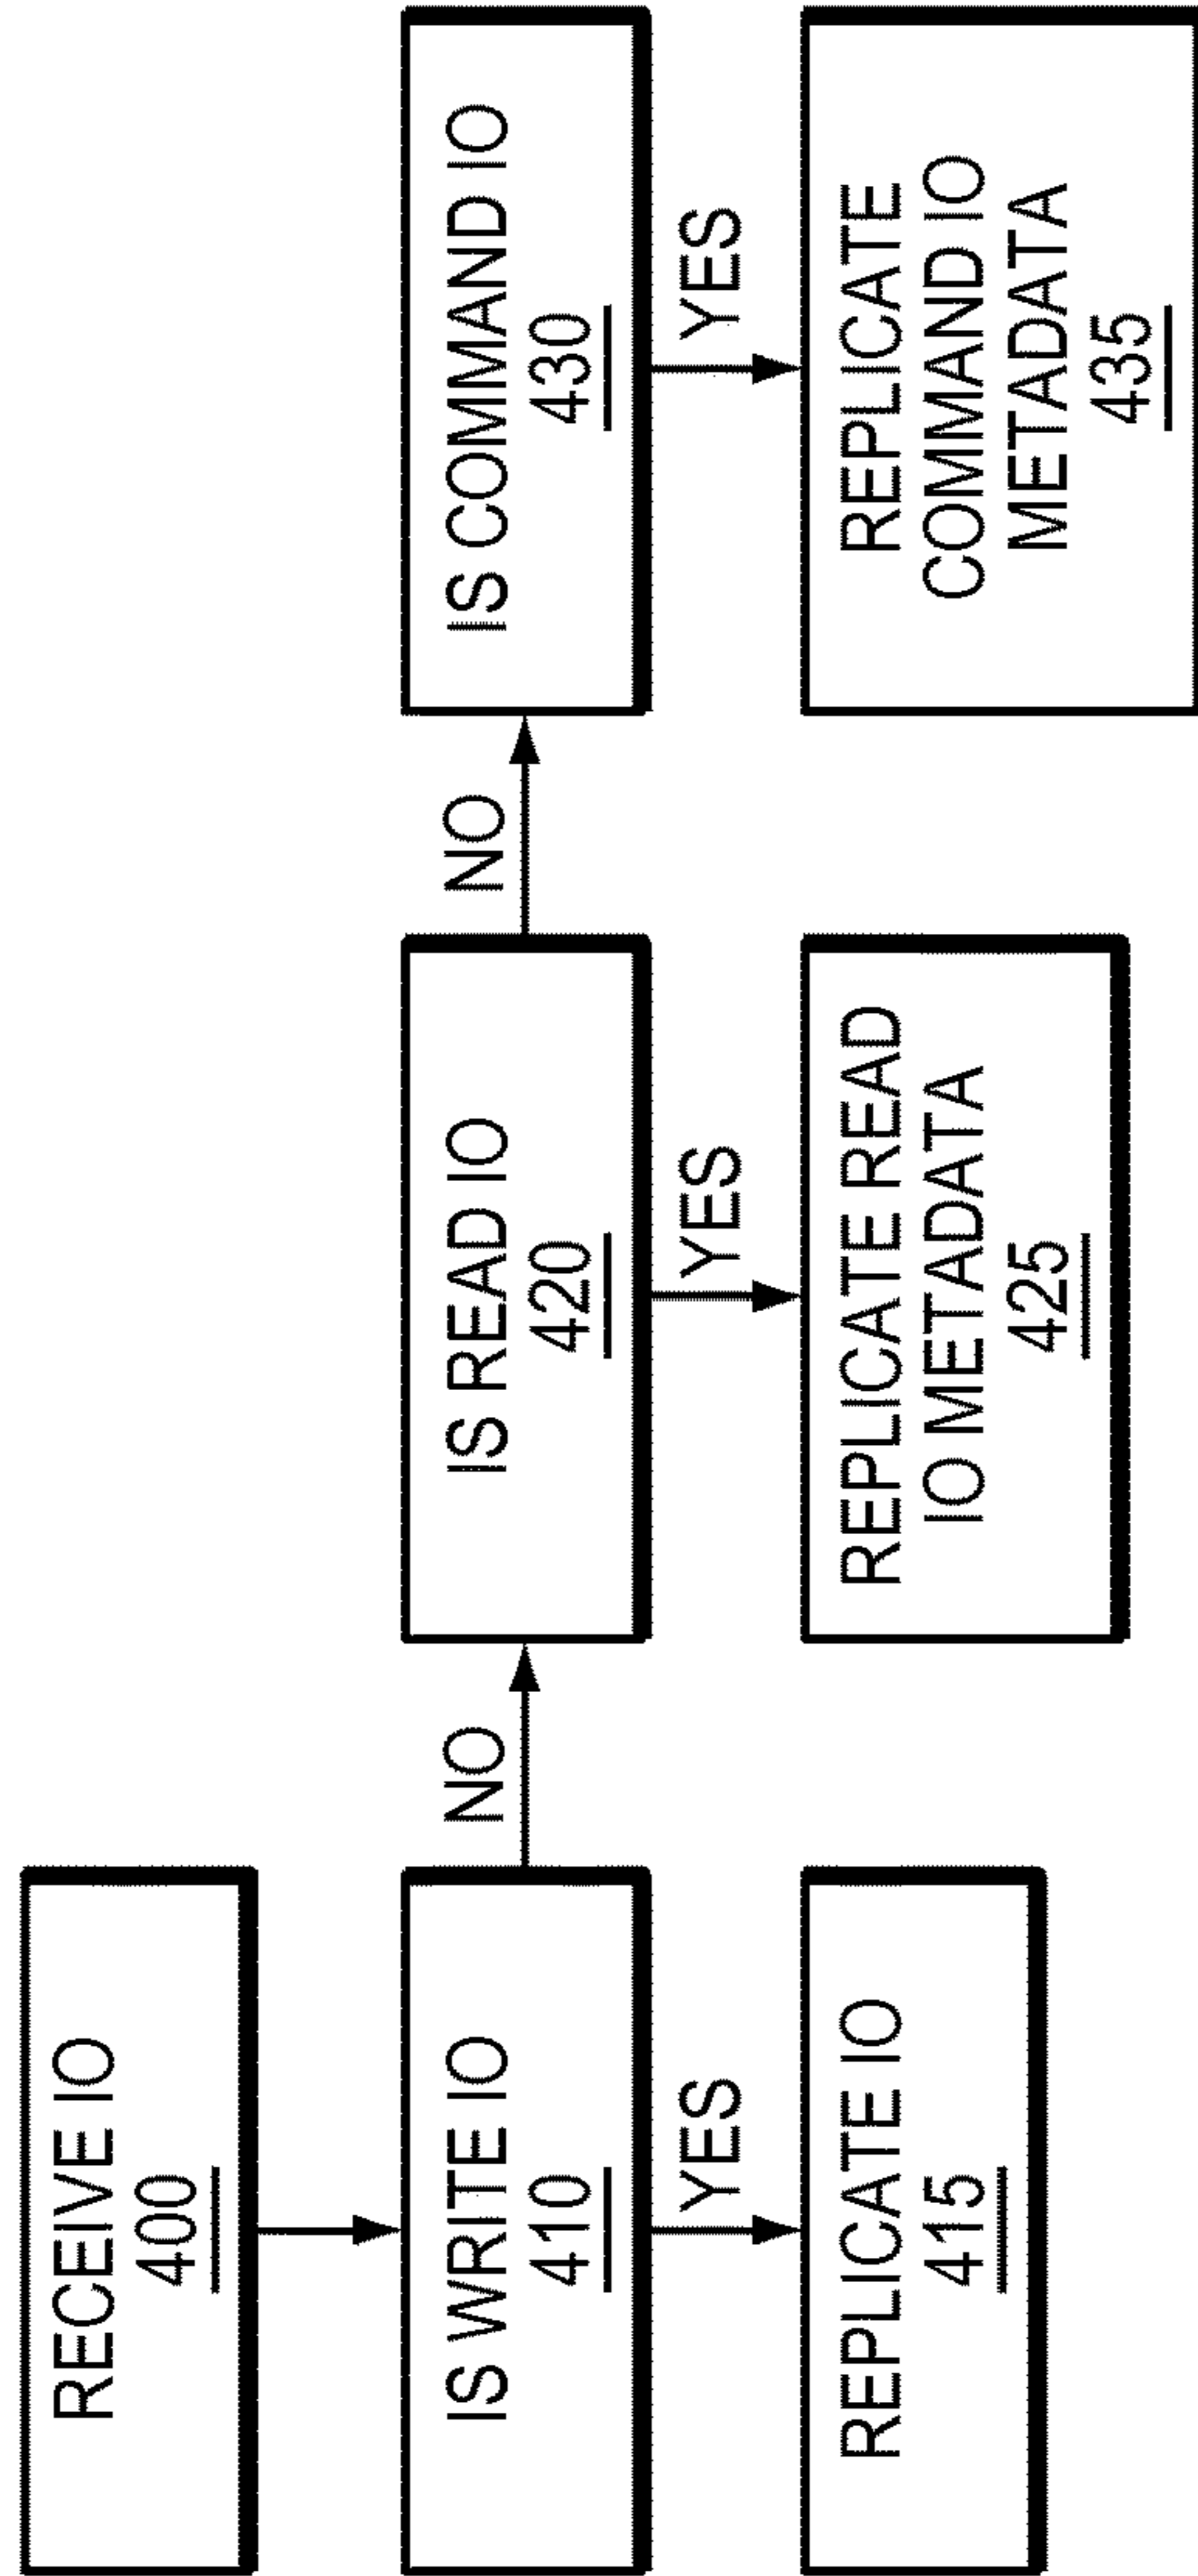 RECEIVE IO
400
IS WRITE IO
410
NO
IS READ IO
420
NO
IS COMMAND IO
430
YES
YES
YES
REPLICATE IO
415
REPLICATE READ
IO METADATA
425
REPLICATE
COMMAND IO
METADATA
435